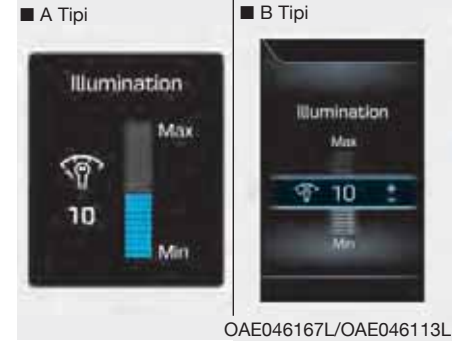 ■ A Tipi
Illumination
Max
10
Min
■ B Tipi
Illumination
Max
10
Min
OAE046167L/OAE046113L